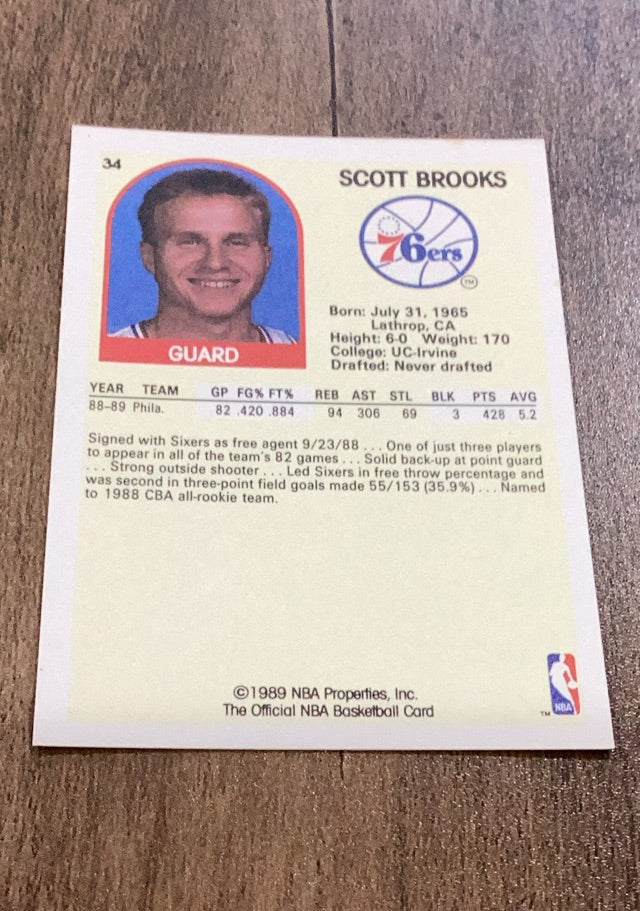 34
SCOTT BROOKS
76ers
TM
Born: July 31, 1965
Lathrop, CA
Height: 6-0 Weight: 170
College: UC-Irvine
Drafted: Never drafted
GUARD
YEAR TEAM GP FG% FT% REB AST STL BLK PTS AVG
88-89 Phila. 82 .420 .884 94 306 69 3 428 5.2
Signed with Sixers as free agent 9/23/88 . . . One of just three players
to appear in all of the team's 82 games . . . Solid back-up at point guard
. . . Strong outside shooter . . . Led Sixers in free throw percentage and
was second in three-point field goals made 55/153 (35.9%) . . . Named
to 1988 CBA all-rookie team.
©1989 NBA Properties, Inc.
The Official NBA Basketball Card
TM
NBA